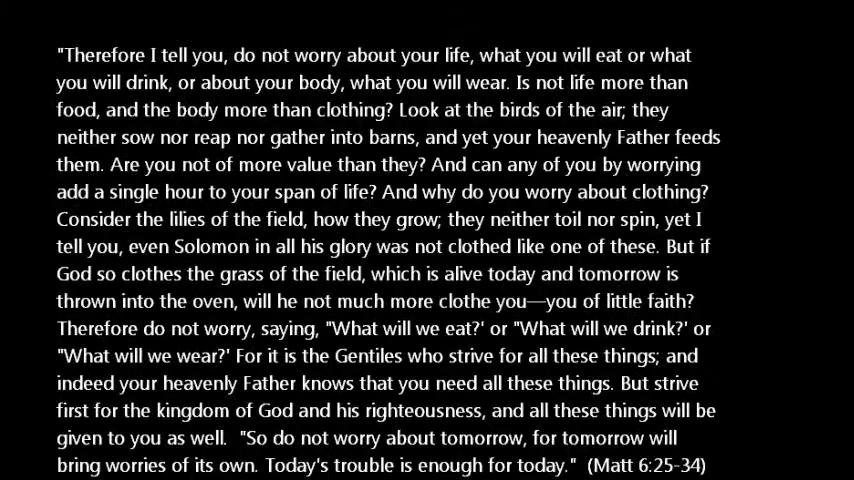 "Therefore I tell you, do not worry about your life, what you will eat or what
you will drink, or about your body, what you will wear. Is not life more than
food, and the body more than clothing? Look at the birds of the air; they
neither sow nor reap nor gather into barns, and yet your heavenly Father feeds
them. Are you not of more value than they? And can any of you by worrying
add a single hour to your span of life? And why do you worry about clothing?
Consider the lilies of the field, how they grow; they neither toil nor spin, yet I
tell you, even Solomon in all his glory was not clothed like one of these. But if
God so clothes the grass of the field, which is alive today and tomorrow is
thrown into the oven, will he not much more clothe you—you of little faith?
Therefore do not worry, saying, "What will we eat?' or "What will we drink?' or
"What will we wear?' For it is the Gentiles who strive for all these things; and
indeed your heavenly Father knows that you need all these things. But strive
first for the kingdom of God and his righteousness, and all these things will be
given to you as well.  "So do not worry about tomorrow, for tomorrow will
bring worries of its own. Today's trouble is enough for today."  (Matt 6:25-34)